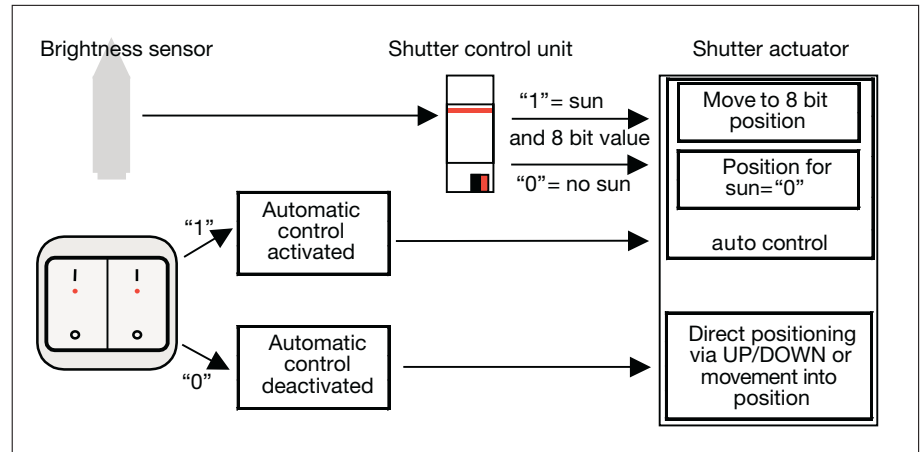 Brightness sensor
Shutter control unit
Shutter actuator
“1”= sun
and 8 bit value
“0”= no sun
Move to 8 bit
position
Position for
sun=“0”
auto control
“1”
Automatic
control
activated
I I
“0”
Automatic
control
deactivated
Direct positioning
via UP/DOWN or
movement into
position